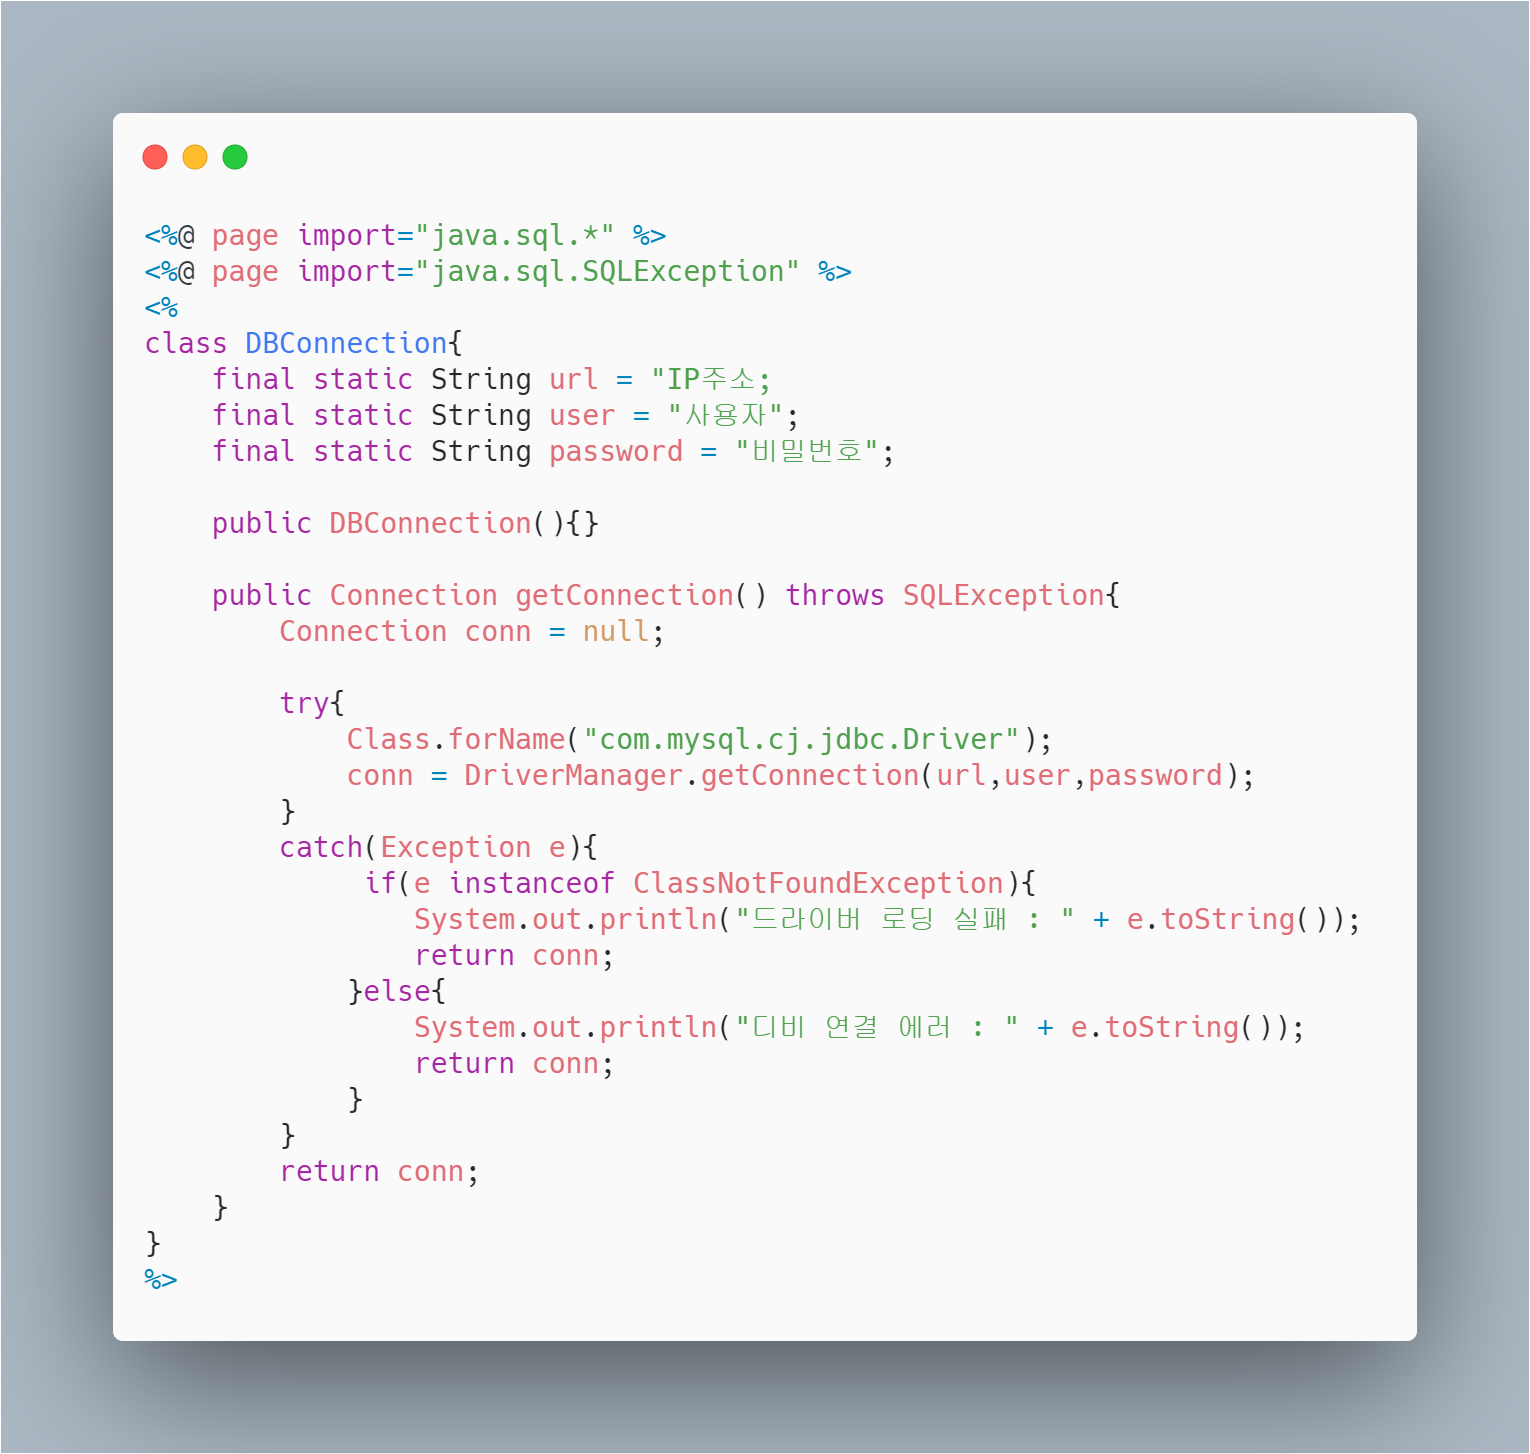 <%@ page import="java.sql.*" %>
<%@ page import="java.sql.SQLException" %>
<%
class DBConnection{
    final static String url = "IP주소;
    final static String user = "사용자";
    final static String password = "비밀번호";

    public DBConnection(){}

    public Connection getConnection() throws SQLException{
        Connection conn = null;

        try{
            Class.forName("com.mysql.cj.jdbc.Driver");
            conn = DriverManager.getConnection(url,user,password);
        }
        catch(Exception e){
             if(e instanceof ClassNotFoundException){
                System.out.println("드라이버 로딩 실패 : " + e.toString());
                return conn;
            }else{
                System.out.println("디비 연결 에러 : " + e.toString());
                return conn;
            }
        }
        return conn;
    }
}
%>